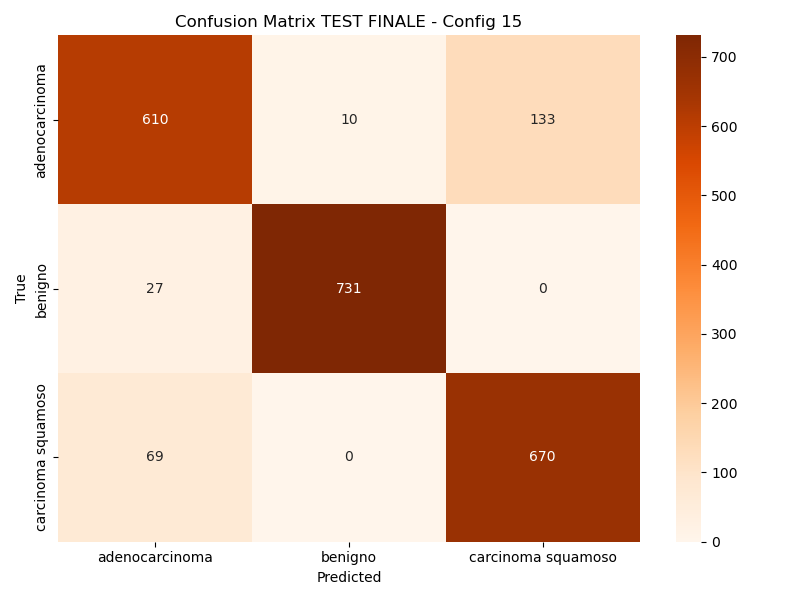 Confusion Matrix TEST FINALE - Config 15
True
adenocarcinoma
610 10 133
benigno
27 731 0
carcinoma squamoso
69 0 670
adenocarcinoma benigno carcinoma squamoso
Predicted
700
600
500
400
300
200
100
0